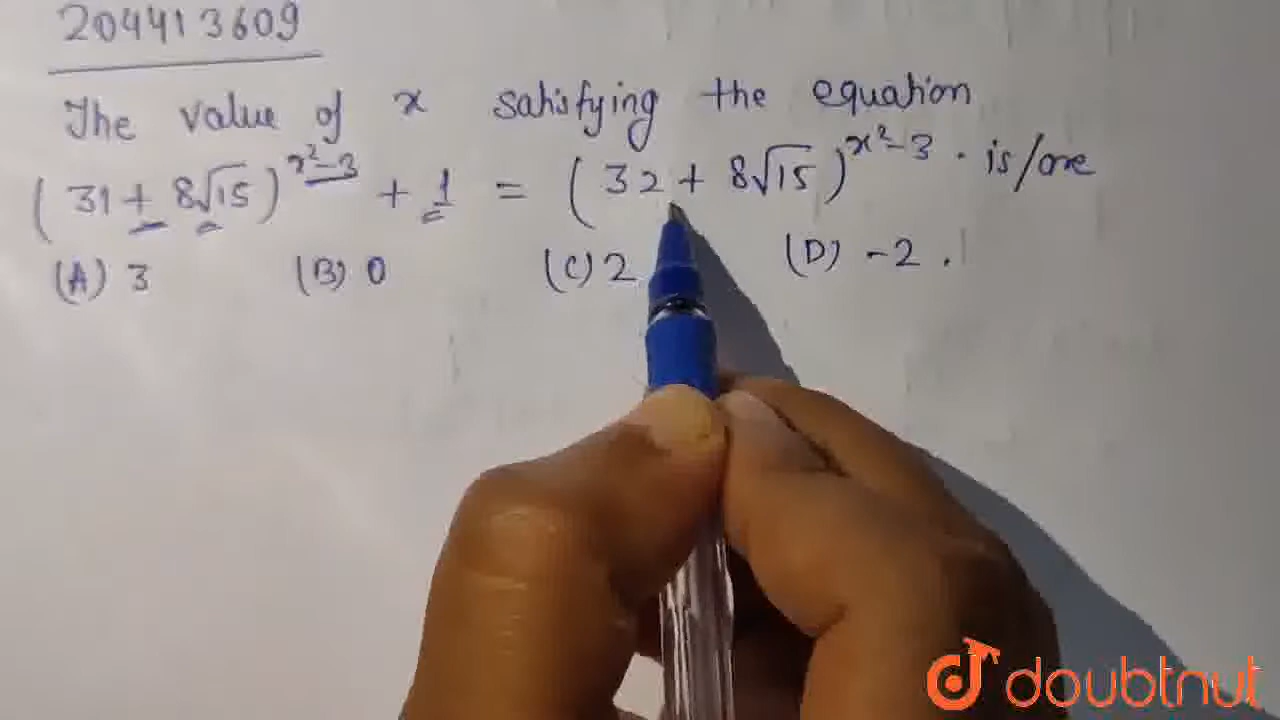 204413609
The value of x satisfying the equation
(31 + 8√15)^{x²-3} + 1 = (32 + 8√15)^{x²-3} . is/are
(A) 3 (B) 0 (C) 2 (D) -2 .
doubtnut